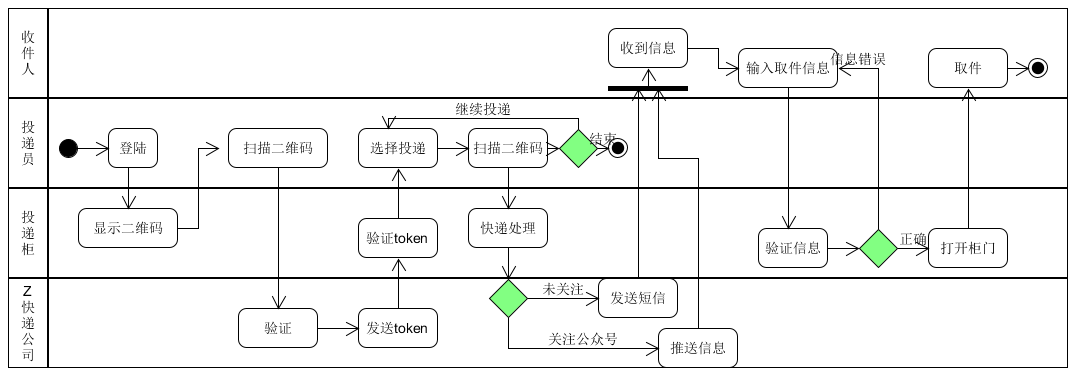 收件人
收到信息
输入取件信息
信息错误
取件
投递员
登陆
扫描二维码
继续投递
选择投递
扫描二维码
结束
投递柜
显示二维码
验证token
快递处理
验证信息
正确
打开柜门
Z快递公司
验证
发送token
未关注
发送短信
关注公众号
推送信息